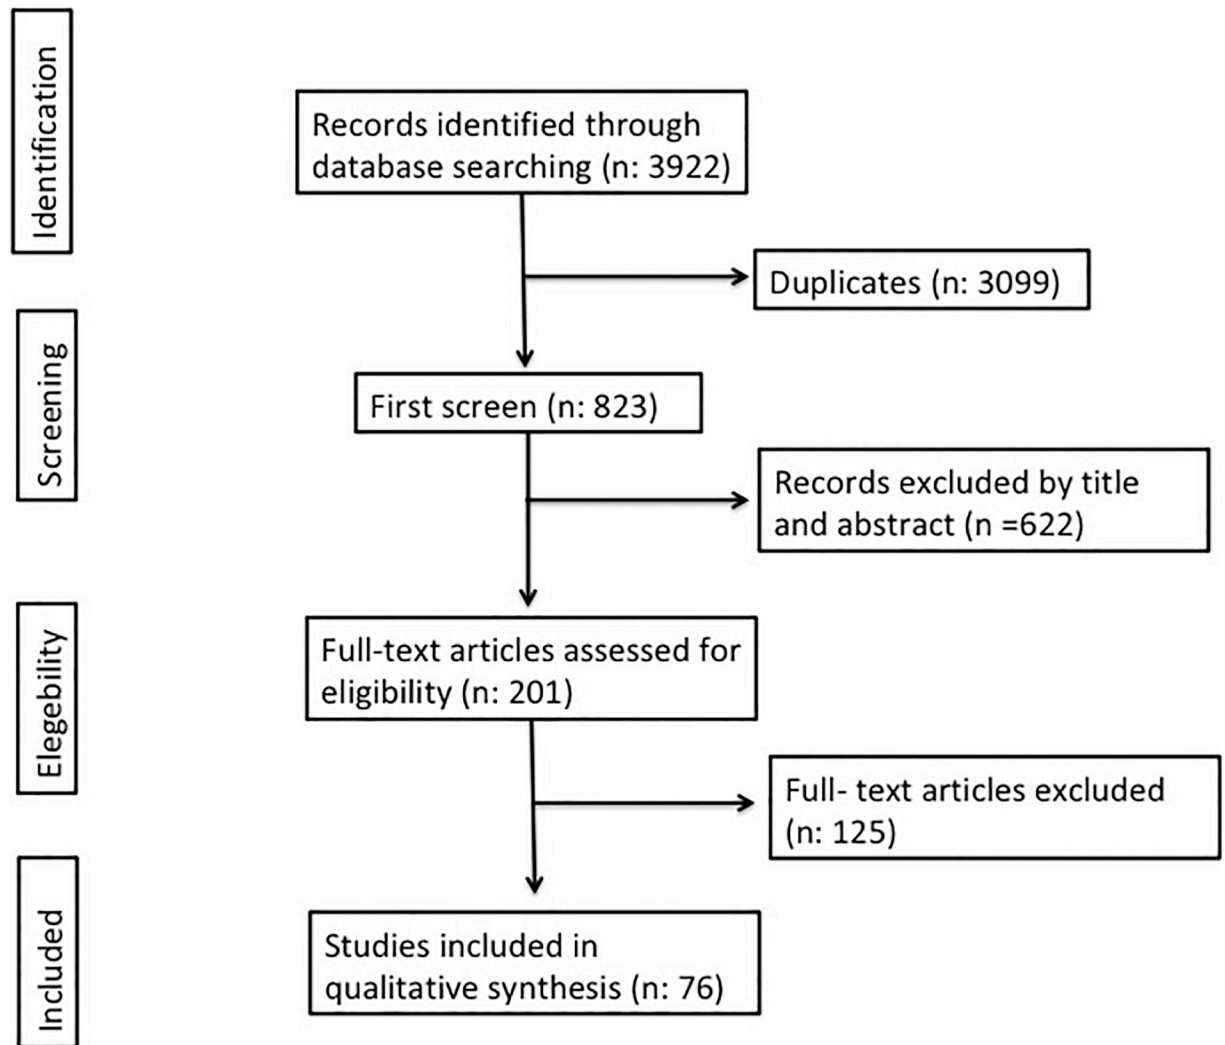 Identification
Records identified through
database searching (n: 3922)
Duplicates (n: 3099)
Screening
First screen (n: 823)
Records excluded by title
and abstract (n =622)
Elegebility
Full-text articles assessed for
eligibility (n: 201)
Full- text articles excluded
(n: 125)
Included
Studies included in
qualitative synthesis (n: 76)